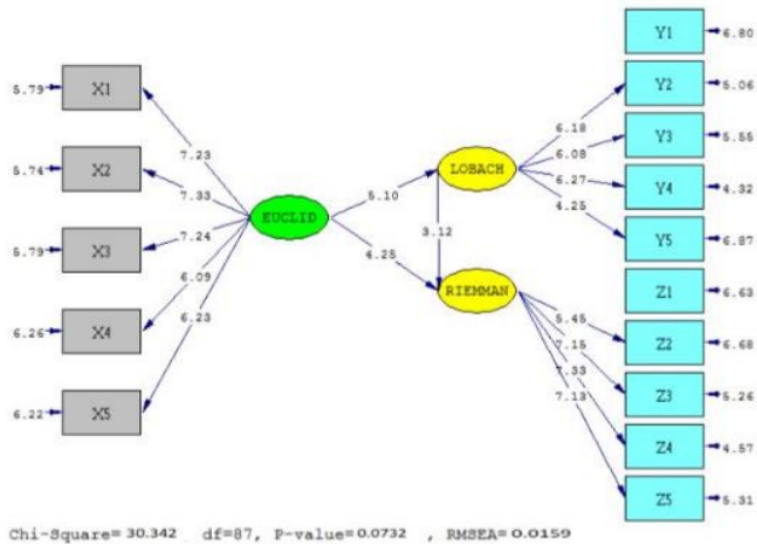 Y1 6.80
5.79 X1 Y2 5.06
7.23 6.18
X2 5.74 Y3 5.55
7.33 6.08 LOBACH
6.27 Y4 4.32
EUCLID 5.10 4.25
X3 5.79 7.24 Y5 6.87
3.12
4.25
6.09 RIEMMAN Z1 6.63
6.23
X4 6.26 5.45 Z2 6.68
7.15
7.33 Z3 5.26
7.13
X5 6.22 Z4 4.57
Z5 5.31
Chi-Square=30.342 df=87, P-value=0.0732 , RMSEA=0.0159